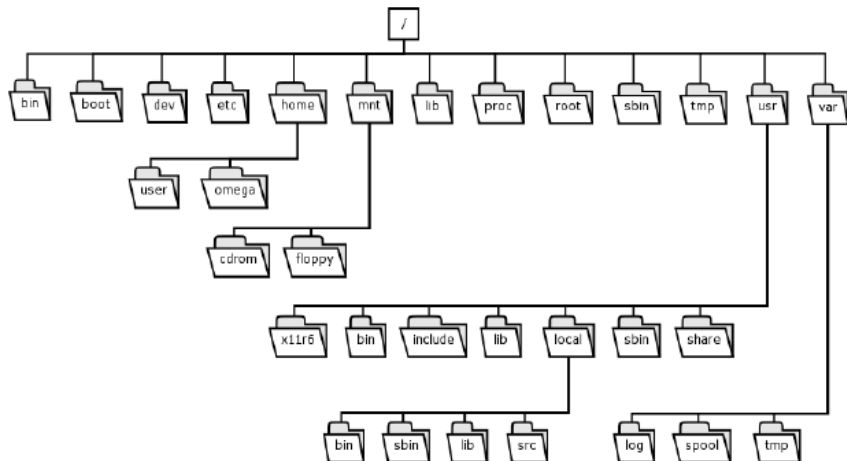 /
bin boot dev etc home mnt lib proc root sbin tmp usr var
user omega
cdrom floppy
x11r6 bin include lib local sbin share
bin sbin lib src log spool tmp